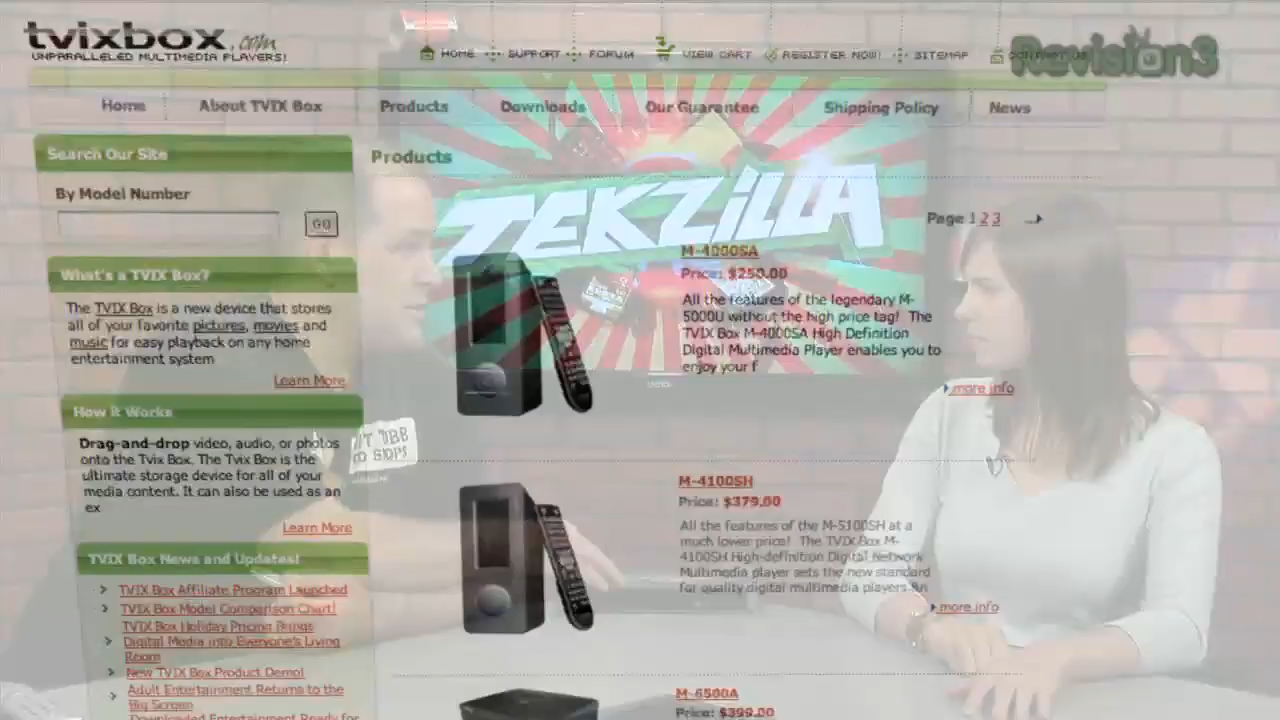 tvixbox.com
UNPARALLELED MULTIMEDIA PLAYERS!
HOME
SUPPORT
FORUM
VIEW CART
REGISTER NOW!
SITEMAP
Revision3
Home
About TVIX Box
Products
Downloads
Our Guarantee
Shipping Policy
News
Search Our Site
By Model Number
GO
What's a TVIX Box?
The TVIX Box is a new device that stores
all of your favorite pictures, movies and
music for easy playback on any home
entertainment system
Learn More
How it Works
Drag-and-drop video, audio, or photos
onto the Tvix Box. The Tvix Box is the
ultimate storage device for all of your
media content. It can also be used as an
ex
Learn More
TVIX Box News and Updates!
TVIX Box Affiliate Program Launched
TVIX Box Model Comparison Chart!
TVIX Box Holiday Pricing Brings
Digital Media into Everyone's Living
Room
New TVIX Box Product Demo!
Adult Entertainment Returns to the
Big Screen
Downloaded Entertainment Ready for
Products
TEKZILLA
Page 1 2 3
M-4000SA
Price: $250.00
All the features of the legendary M-
5000U without the high price tag! The
TVIX Box M-4000SA High Definition
Digital Multimedia Player enables you to
enjoy your f
more info
M-4100SH
Price: $379.00
All the features of the M-5100SH at a
much lower price! The TVIX Box M-
4100SH High-definition Digital Network
Multimedia player sets the new standard
for quality digital multimedia players. An
more info
M-6500A
Price: $399.00